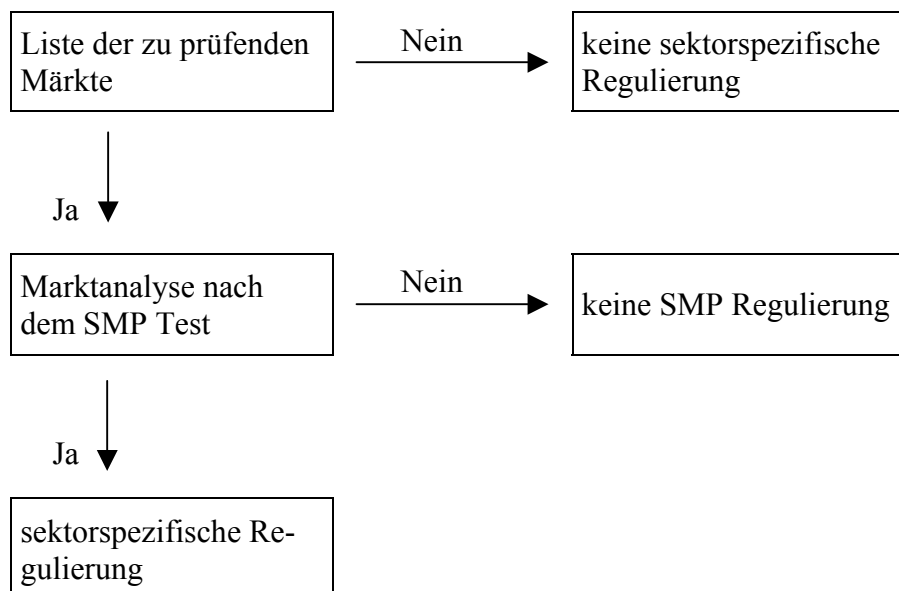 Liste der zu prüfenden
Märkte
Nein
keine sektorspezifische
Regulierung
Ja
Marktanalyse nach
dem SMP Test
Nein
keine SMP Regulierung
Ja
sektorspezifische Re-
gulierung